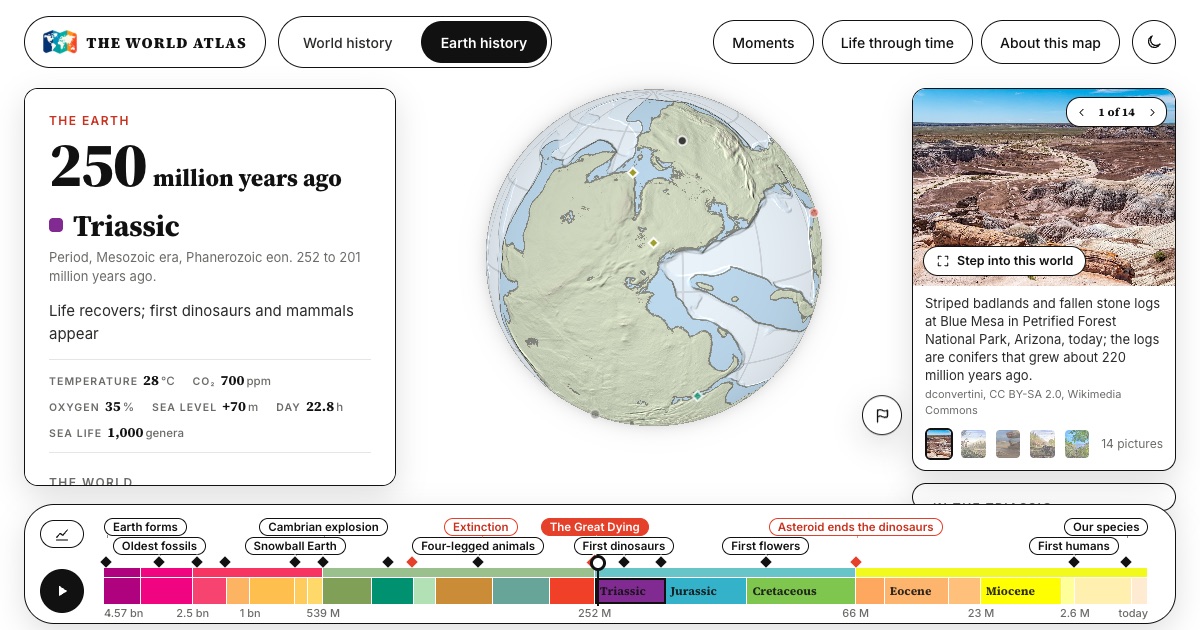 THE WORLD ATLAS
World history
Earth history
Moments
Life through time
About this map
THE EARTH
250 million years ago
Triassic
Period, Mesozoic era, Phanerozoic eon. 252 to 201
million years ago.
Life recovers; first dinosaurs and mammals
appear
TEMPERATURE 28 °C CO₂ 700 ppm
OXYGEN 35 % SEA LEVEL +70 m DAY 22.8 h
SEA LIFE 1,000 genera
THE WORLD
1 of 14
Step into this world
Striped badlands and fallen stone logs
at Blue Mesa in Petrified Forest
National Park, Arizona, today; the logs
are conifers that grew about 220
million years ago.
dconvertini, CC BY-SA 2.0, Wikimedia
Commons
14 pictures
IN THE TRIASSIC
Earth forms
Cambrian explosion
Extinction
The Great Dying
Asteroid ends the dinosaurs
Our species
Oldest fossils
Snowball Earth
Four-legged animals
First dinosaurs
First flowers
First humans
Triassic
Jurassic
Cretaceous
Eocene
Miocene
4.57 bn
2.5 bn
1 bn
539 M
252 M
66 M
23 M
2.6 M
today